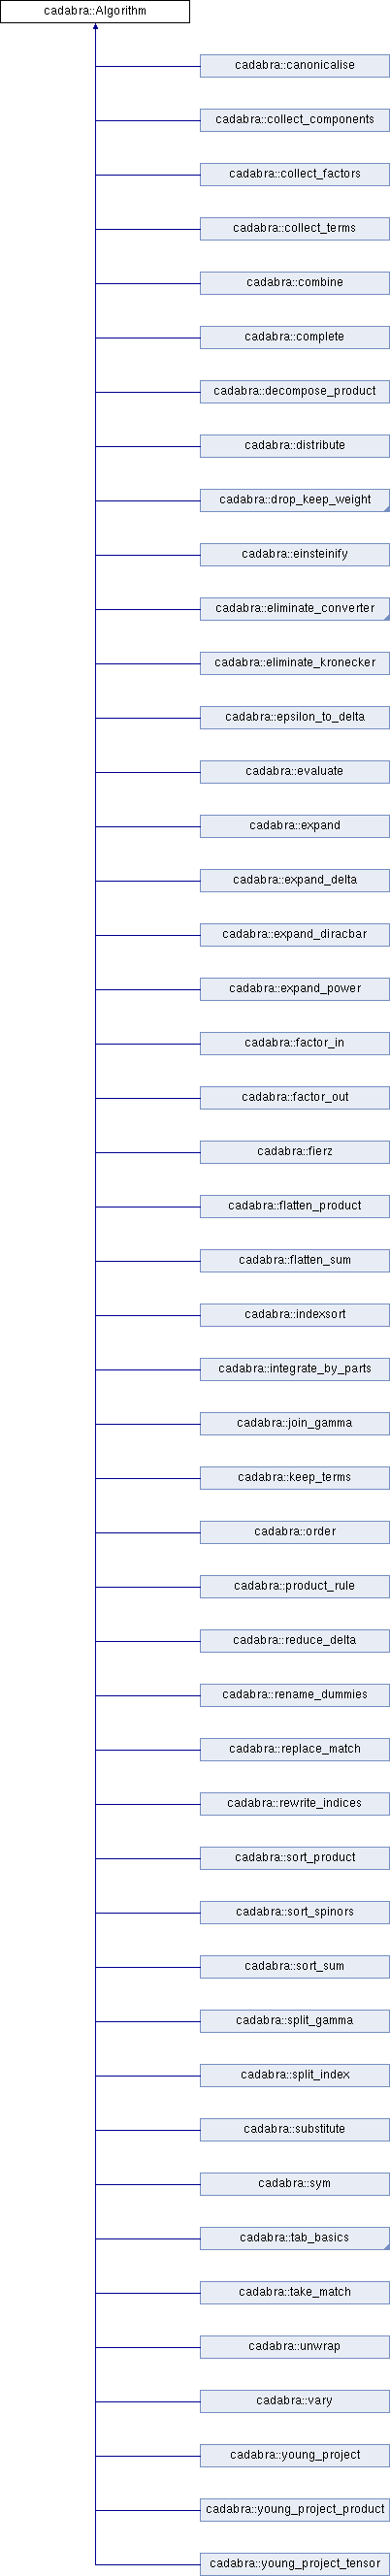 cadabra::Algorithm
cadabra::canonicalise
cadabra::collect_components
cadabra::collect_factors
cadabra::collect_terms
cadabra::combine
cadabra::complete
cadabra::decompose_product
cadabra::distribute
cadabra::drop_keep_weight
cadabra::einsteinify
cadabra::eliminate_converter
cadabra::eliminate_kronecker
cadabra::epsilon_to_delta
cadabra::evaluate
cadabra::expand
cadabra::expand_delta
cadabra::expand_diracbar
cadabra::expand_power
cadabra::factor_in
cadabra::factor_out
cadabra::fierz
cadabra::flatten_product
cadabra::flatten_sum
cadabra::indexsort
cadabra::integrate_by_parts
cadabra::join_gamma
cadabra::keep_terms
cadabra::order
cadabra::product_rule
cadabra::reduce_delta
cadabra::rename_dummies
cadabra::replace_match
cadabra::rewrite_indices
cadabra::sort_product
cadabra::sort_spinors
cadabra::sort_sum
cadabra::split_gamma
cadabra::split_index
cadabra::substitute
cadabra::sym
cadabra::tab_basics
cadabra::take_match
cadabra::unwrap
cadabra::vary
cadabra::young_project
cadabra::young_project_product
cadabra::young_project_tensor